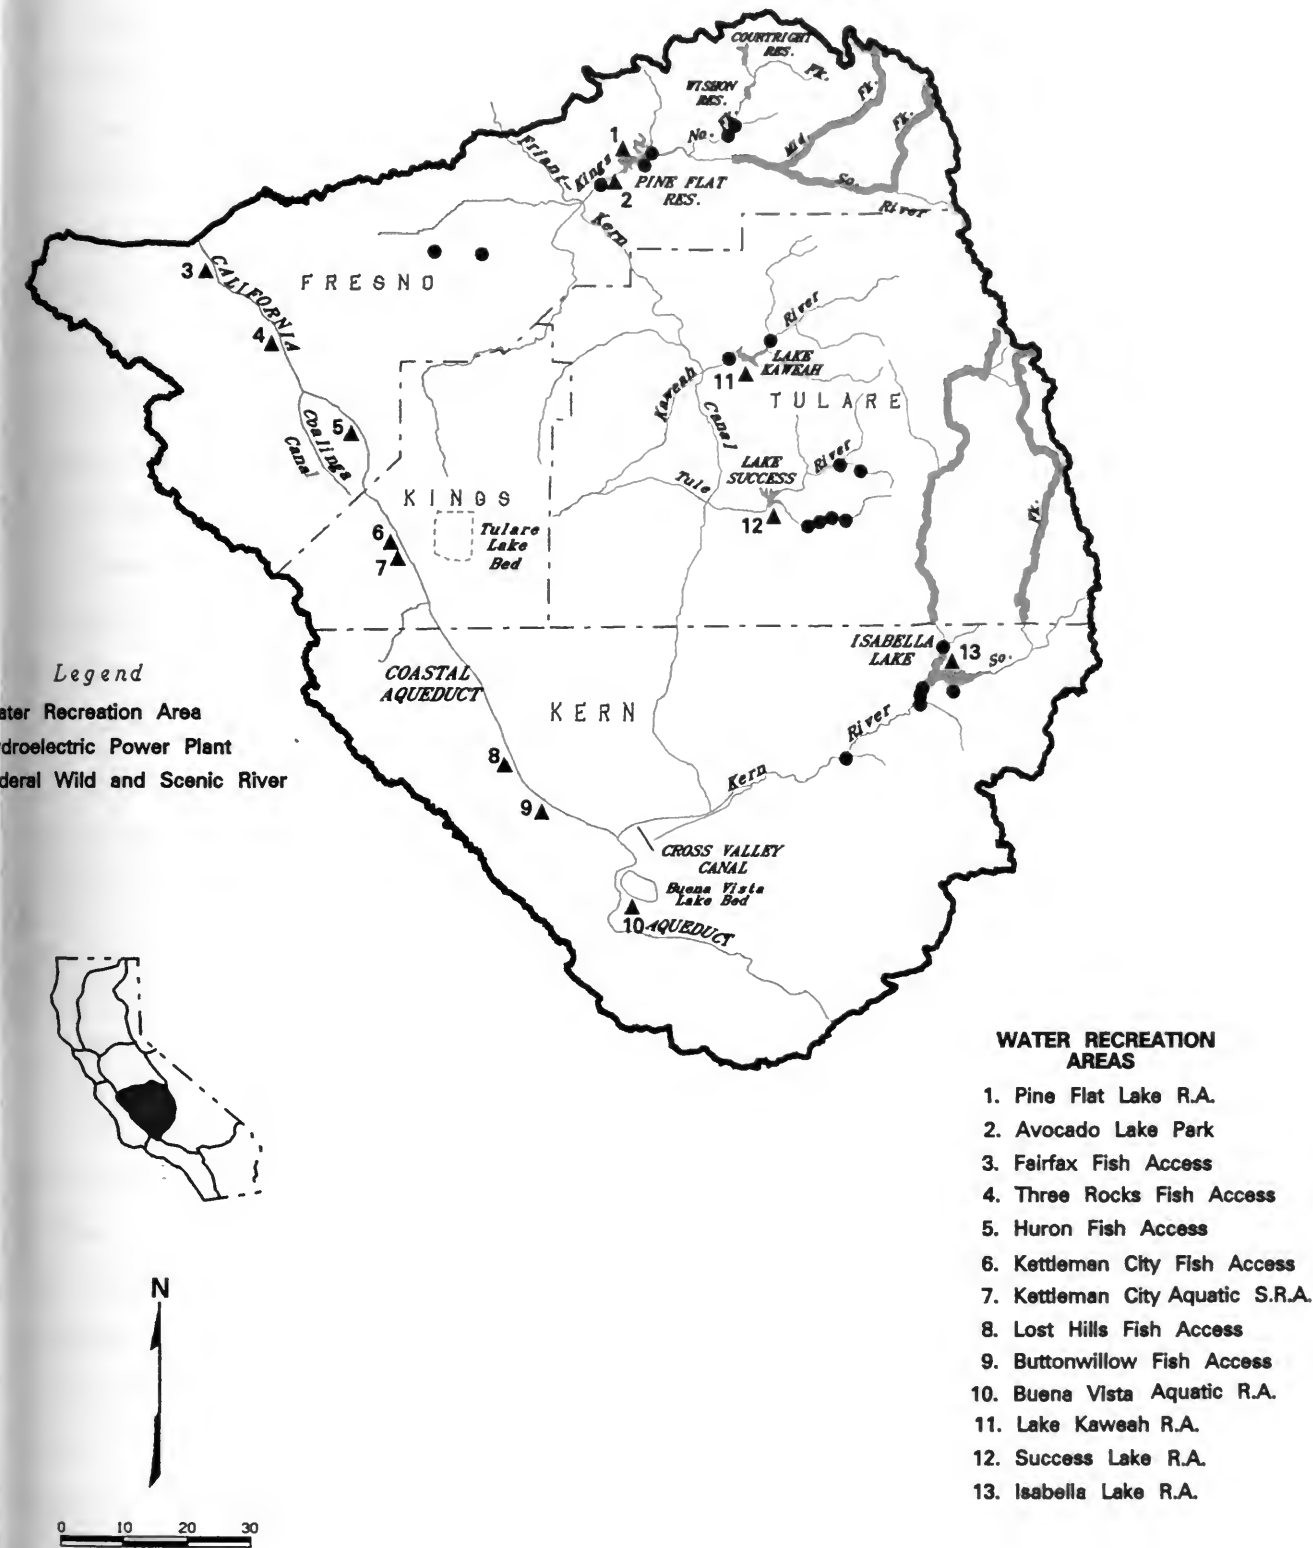 COURTRIGHT
RES.
Fk.
WISHON
RES.
Fk.
Fk.
Fk.
No.
Mid.
So.
River
1
Friant-
Kings
2
PINE FLAT
RES.
Kern
3
CALIFORNIA
FRESNO
4
River
LAKE
KAWEAH
11
Kaweah
TULARE
Canal
5
Coalinga
Canal
LAKE
SUCCESS
River
Tule
KINGS
12
Fk.
6
7
Tulare
Lake
Bed
ISABELLA
LAKE
13
So.
COASTAL
AQUEDUCT
KERN
River
8
Kern
9
CROSS VALLEY
CANAL
Buena Vista
Lake Bed
10
AQUEDUCT
Legend
ater Recreation Area
droelectric Power Plant
deral Wild and Scenic River
N
0 10 20 30
WATER RECREATION
AREAS
1. Pine Flat Lake R.A.
2. Avocado Lake Park
3. Fairfax Fish Access
4. Three Rocks Fish Access
5. Huron Fish Access
6. Kettleman City Fish Access
7. Kettleman City Aquatic S.R.A.
8. Lost Hills Fish Access
9. Buttonwillow Fish Access
10. Buena Vista Aquatic R.A.
11. Lake Kaweah R.A.
12. Success Lake R.A.
13. Isabella Lake R.A.